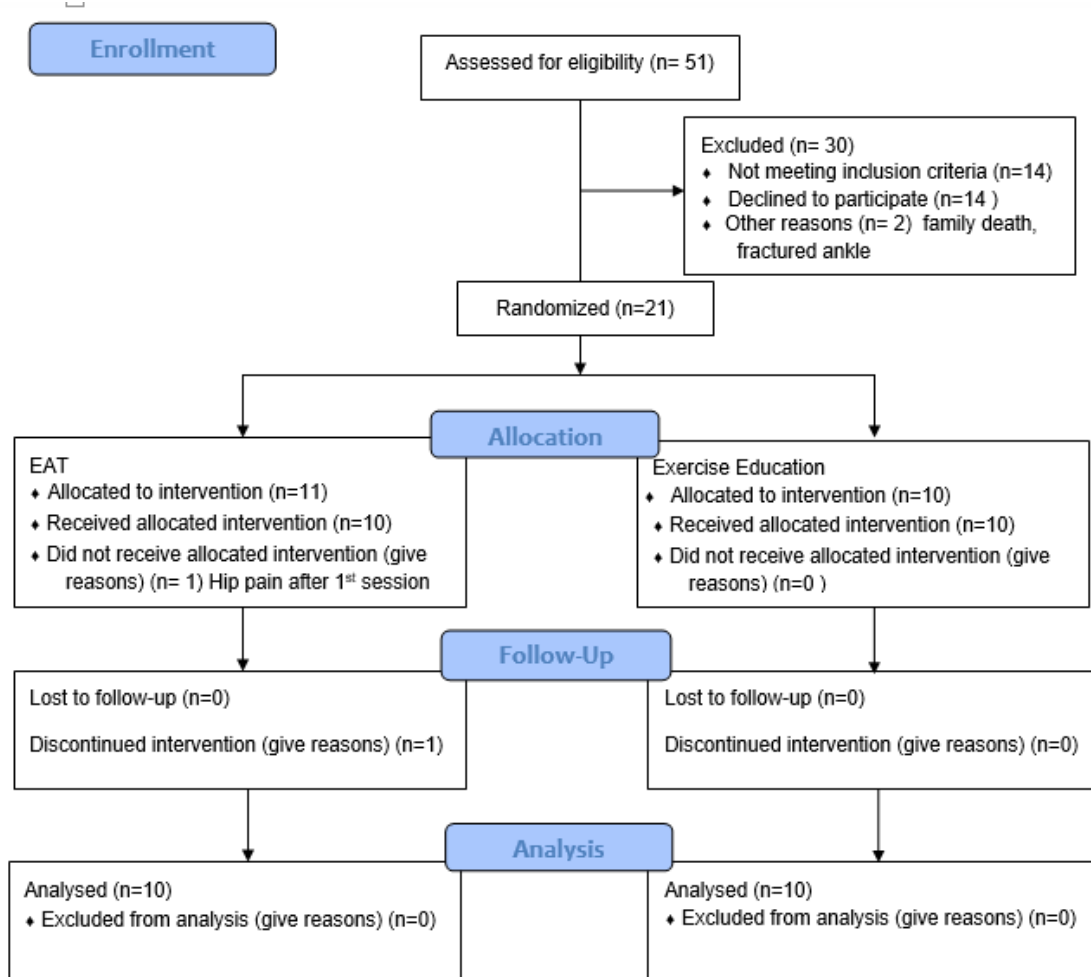 Enrollment
Assessed for eligibility (n= 51)
Excluded (n= 30)
♦ Not meeting inclusion criteria (n=14)
♦ Declined to participate (n=14 )
♦ Other reasons (n= 2) family death,
fractured ankle
Randomized (n=21)
Allocation
EAT
♦ Allocated to intervention (n=11)
♦ Received allocated intervention (n=10)
♦ Did not receive allocated intervention (give
reasons) (n= 1) Hip pain after 1st session
Exercise Education
♦ Allocated to intervention (n=10)
♦ Received allocated intervention (n=10)
♦ Did not receive allocated intervention (give
reasons) (n=0 )
Follow-Up
Lost to follow-up (n=0)
Discontinued intervention (give reasons) (n=1)
Lost to follow-up (n=0)
Discontinued intervention (give reasons) (n=0)
Analysis
Analysed (n=10)
♦ Excluded from analysis (give reasons) (n=0)
Analysed (n=10)
♦ Excluded from analysis (give reasons) (n=0)